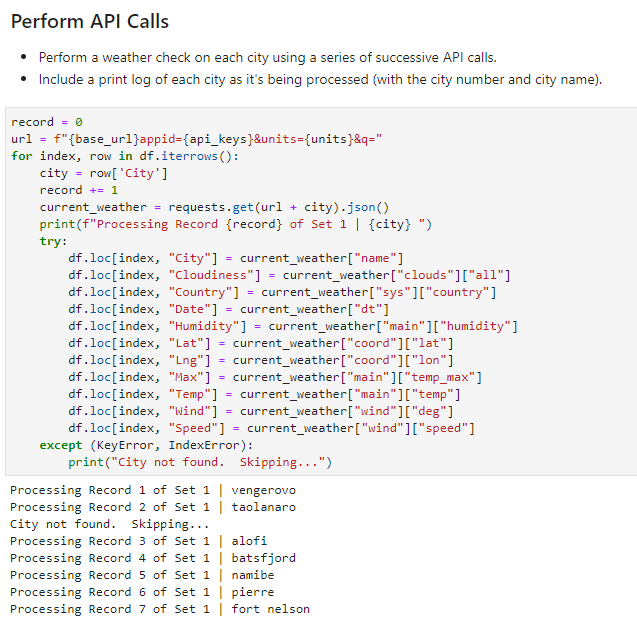 Perform API Calls
• Perform a weather check on each city using a series of successive API calls.
• Include a print log of each city as it's being processed (with the city number and city name).
record = 0
url = f"{base_url}appid={api_keys}&units={units}&q="
for index, row in df.iterrows():
    city = row['City']
    record += 1
    current_weather = requests.get(url + city).json()
    print(f"Processing Record {record} of Set 1 | {city} ")
    try:
        df.loc[index, "City"] = current_weather["name"]
        df.loc[index, "Cloudiness"] = current_weather["clouds"]["all"]
        df.loc[index, "Country"] = current_weather["sys"]["country"]
        df.loc[index, "Date"] = current_weather["dt"]
        df.loc[index, "Humidity"] = current_weather["main"]["humidity"]
        df.loc[index, "Lat"] = current_weather["coord"]["lat"]
        df.loc[index, "Lng"] = current_weather["coord"]["lon"]
        df.loc[index, "Max"] = current_weather["main"]["temp_max"]
        df.loc[index, "Temp"] = current_weather["main"]["temp"]
        df.loc[index, "Wind"] = current_weather["wind"]["deg"]
        df.loc[index, "Speed"] = current_weather["wind"]["speed"]
    except (KeyError, IndexError):
        print("City not found.  Skipping...")
Processing Record 1 of Set 1 | vengerovo
Processing Record 2 of Set 1 | taolanaro
City not found.  Skipping...
Processing Record 3 of Set 1 | alofi
Processing Record 4 of Set 1 | batsfjord
Processing Record 5 of Set 1 | namibe
Processing Record 6 of Set 1 | pierre
Processing Record 7 of Set 1 | fort nelson